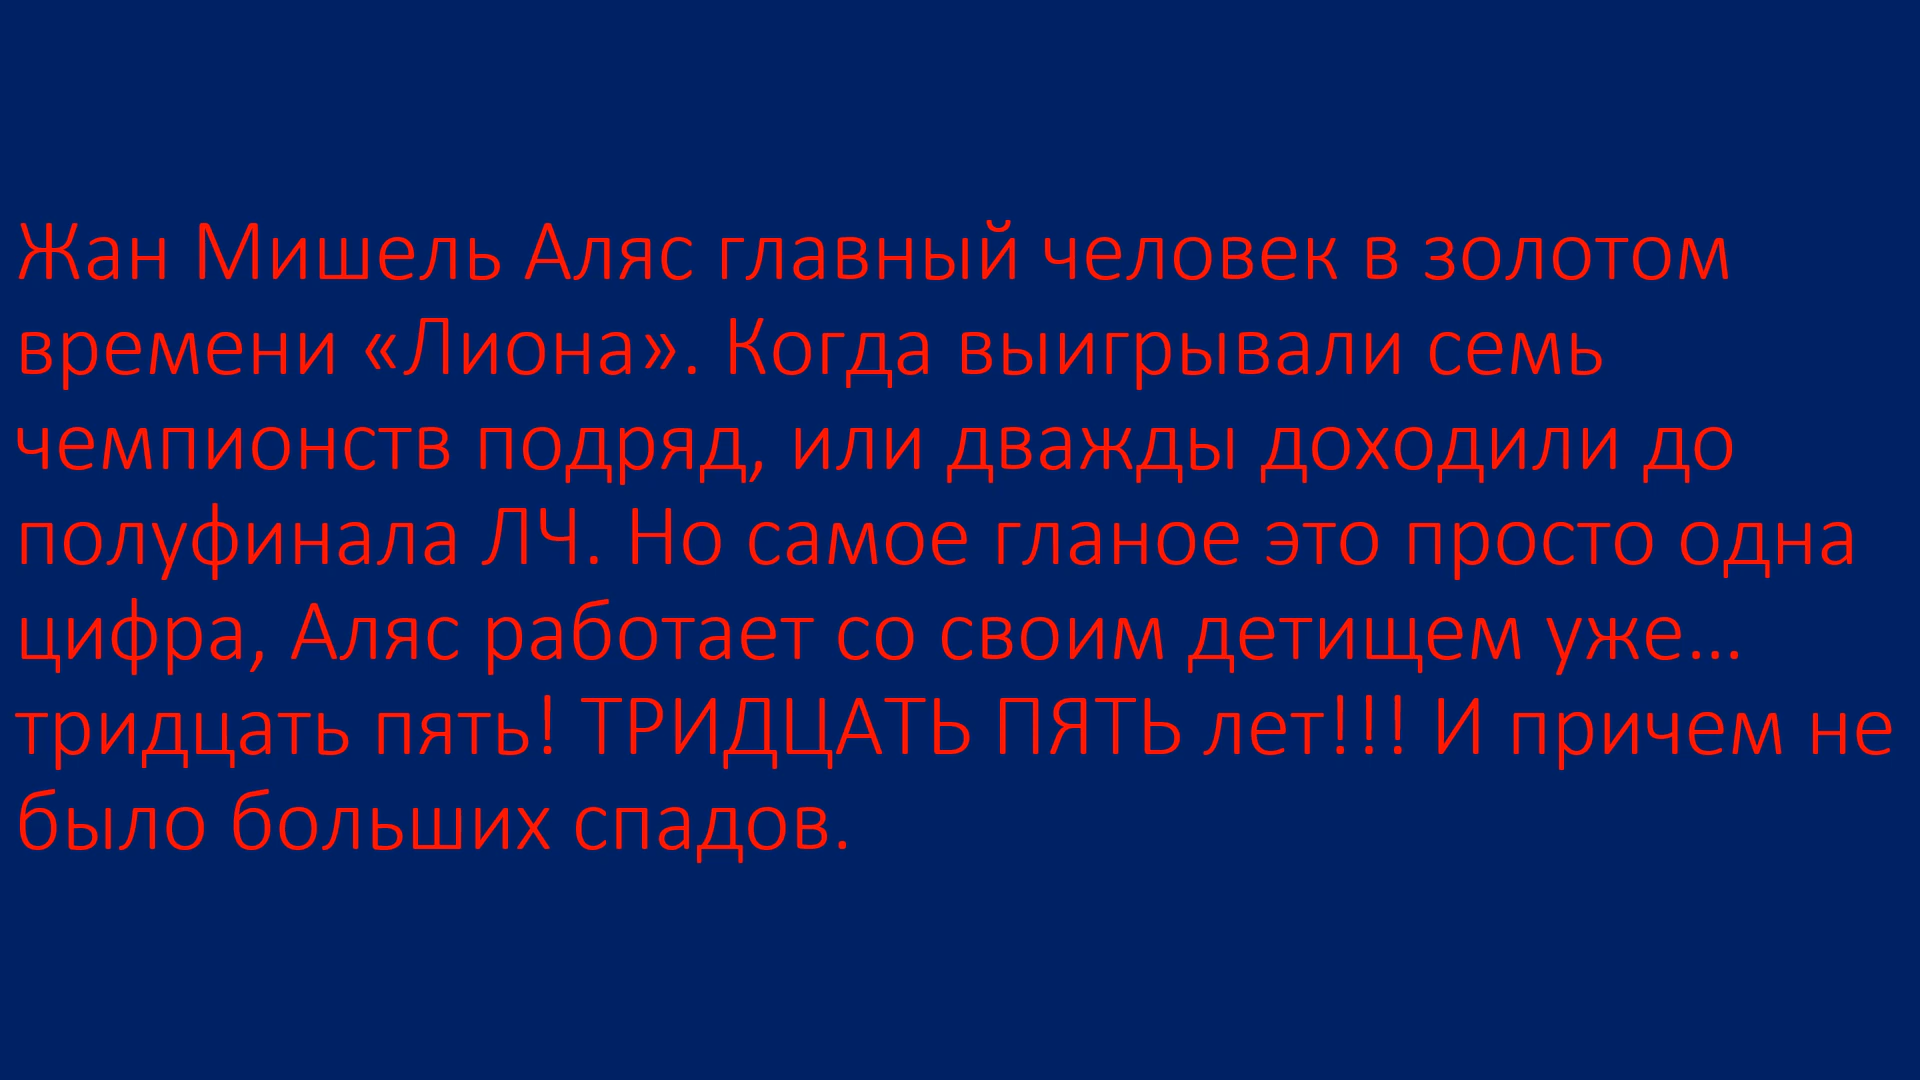 Жан Мишель Аляс главный человек в золотом
времени «Лиона». Когда выигрывали семь
чемпионств подряд, или дважды доходили до
полуфинала ЛЧ. Но самое гланое это просто одна
цифра, Аляс работает со своим детищем уже…
тридцать пять! ТРИДЦАТЬ ПЯТЬ лет!!! И причем не
было больших спадов.